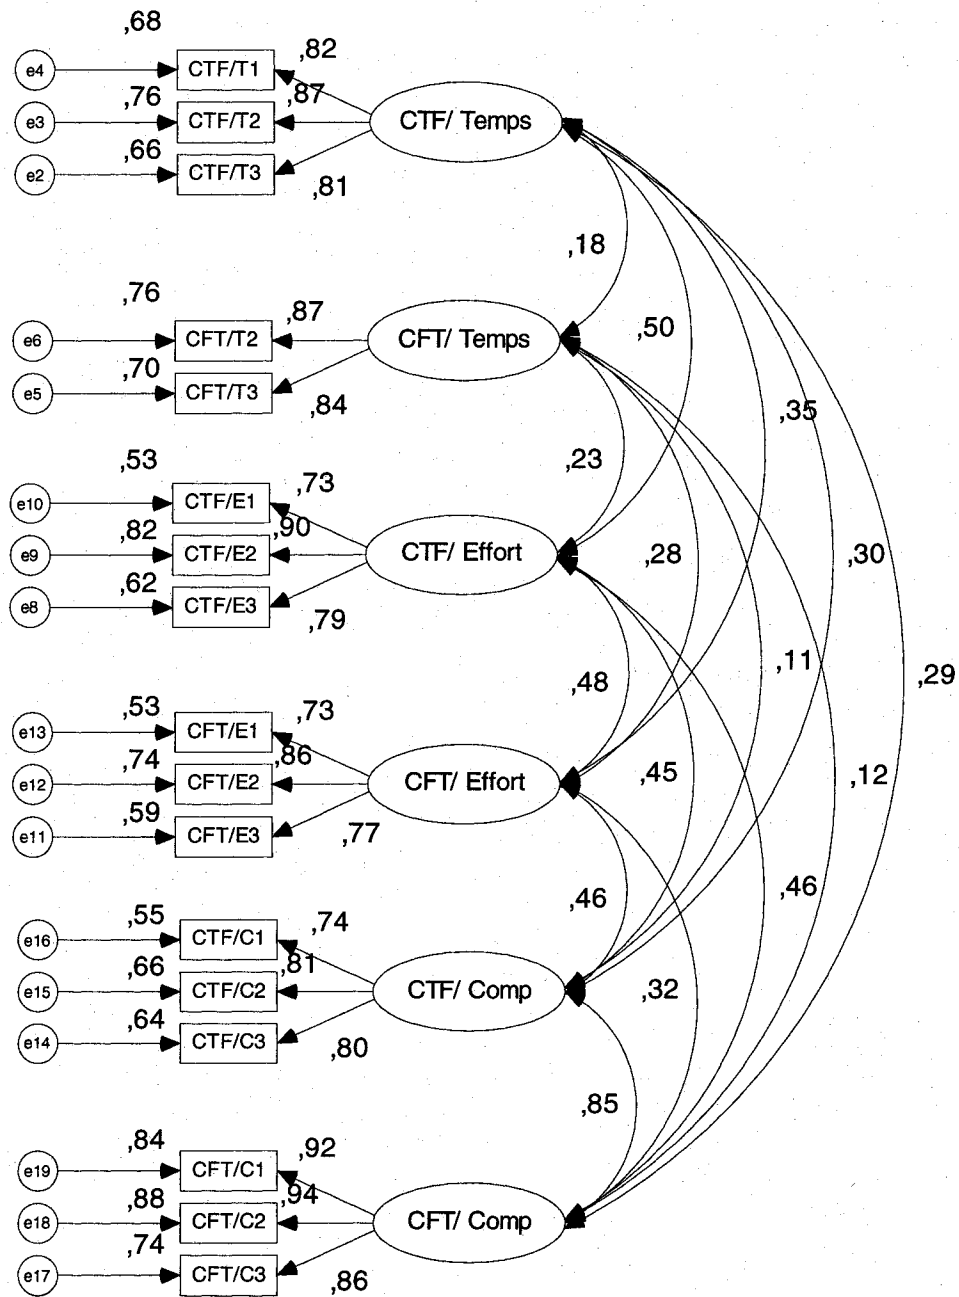 ,68
,82
e4
CTF/T1
,76
,87
e3
CTF/T2
CTF/ Temps
,66
e2
CTF/T3
,81
,18
,76
,87
,50
e6
CFT/T2
CFT/ Temps
,70
e5
CFT/T3
,84
,35
,53
,73
,23
e10
CTF/E1
,82
,90
e9
CTF/E2
CTF/ Effort
,28
,30
,62
e8
CTF/E3
,79
,11
,48
,29
,53
,73
e13
CFT/E1
,74
,86
e12
CFT/E2
CFT/ Effort
,45
,12
,59
e11
CFT/E3
,77
,46
,46
,55
,74
e16
CTF/C1
,66
,81
e15
CTF/C2
CTF/ Comp
,32
,64
e14
CTF/C3
,80
,85
,84
,92
e19
CFT/C1
,88
,94
e18
CFT/C2
CFT/ Comp
,74
e17
CFT/C3
,86